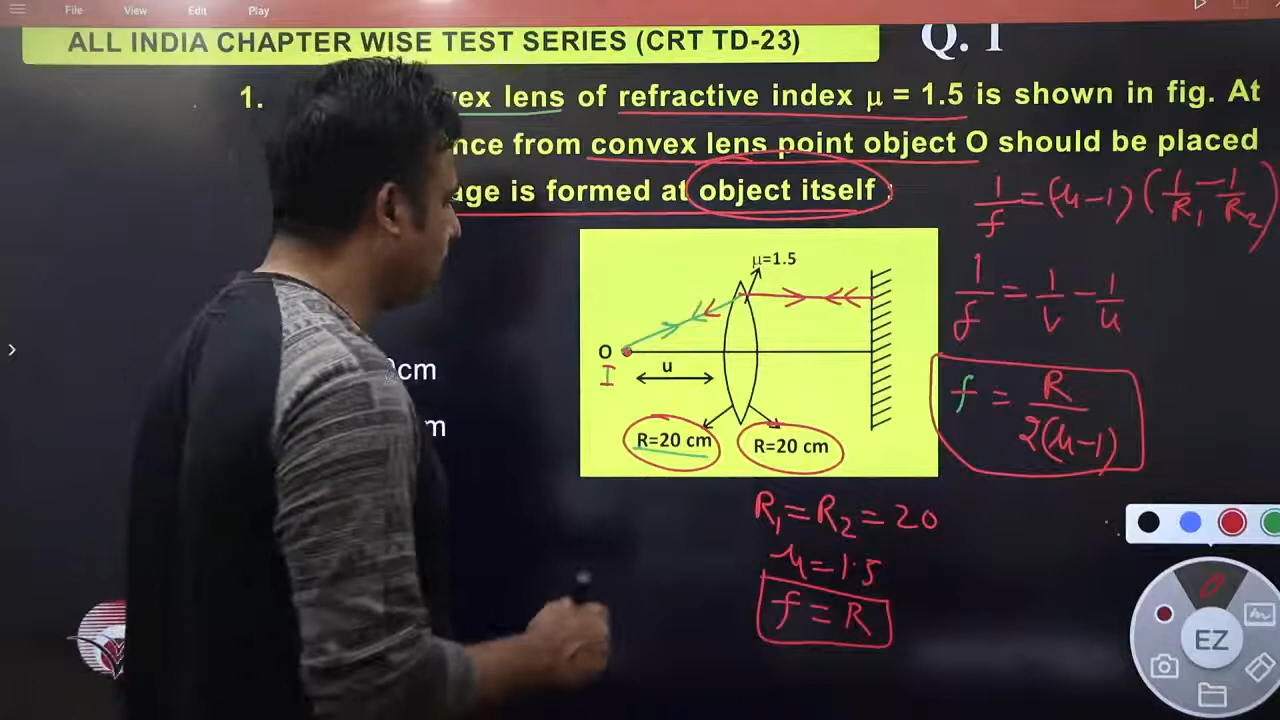 File View Edit Play
ALL INDIA CHAPTER WISE TEST SERIES (CRT TD-23)
Q. 1
1. lens of refractive index μ = 1.5 is shown in fig. At
from convex lens point object O should be placed
is formed at object itself :
1/f = (μ-1) (1/R₁ - 1/R₂)
μ=1.5
1/f = 1/v - 1/u
O
I
u
cm
R=20 cm
R=20 cm
f = R/2(μ-1)
R₁ = R₂ = 20
μ = 1.5
f = R
EZ